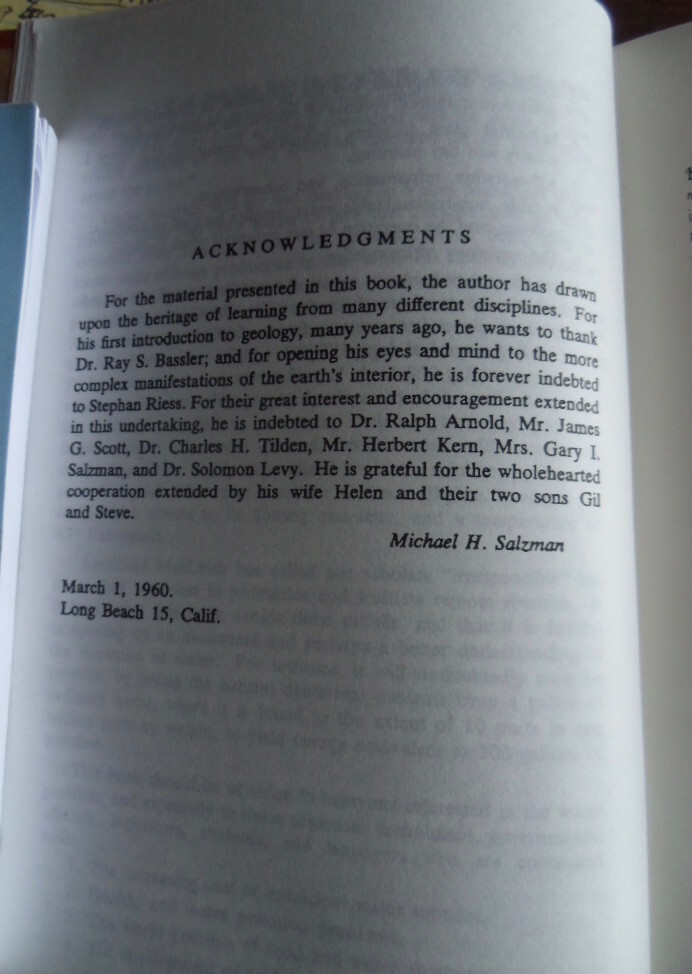 ACKNOWLEDGMENTS
For the material presented in this book, the author has drawn
upon the heritage of learning from many different disciplines. For
his first introduction to geology, many years ago, he wants to thank
Dr. Ray S. Bassler; and for opening his eyes and mind to the more
complex manifestations of the earth's interior, he is forever indebted
to Stephan Riess. For their great interest and encouragement extended
in this undertaking, he is indebted to Dr. Ralph Arnold, Mr. James
G. Scott, Dr. Charles H. Tilden, Mr. Herbert Kern, Mrs. Gary I.
Salzman, and Dr. Solomon Levy. He is grateful for the wholehearted
cooperation extended by his wife Helen and their two sons Gil
and Steve.
Michael H. Salzman
March 1, 1960.
Long Beach 15, Calif.